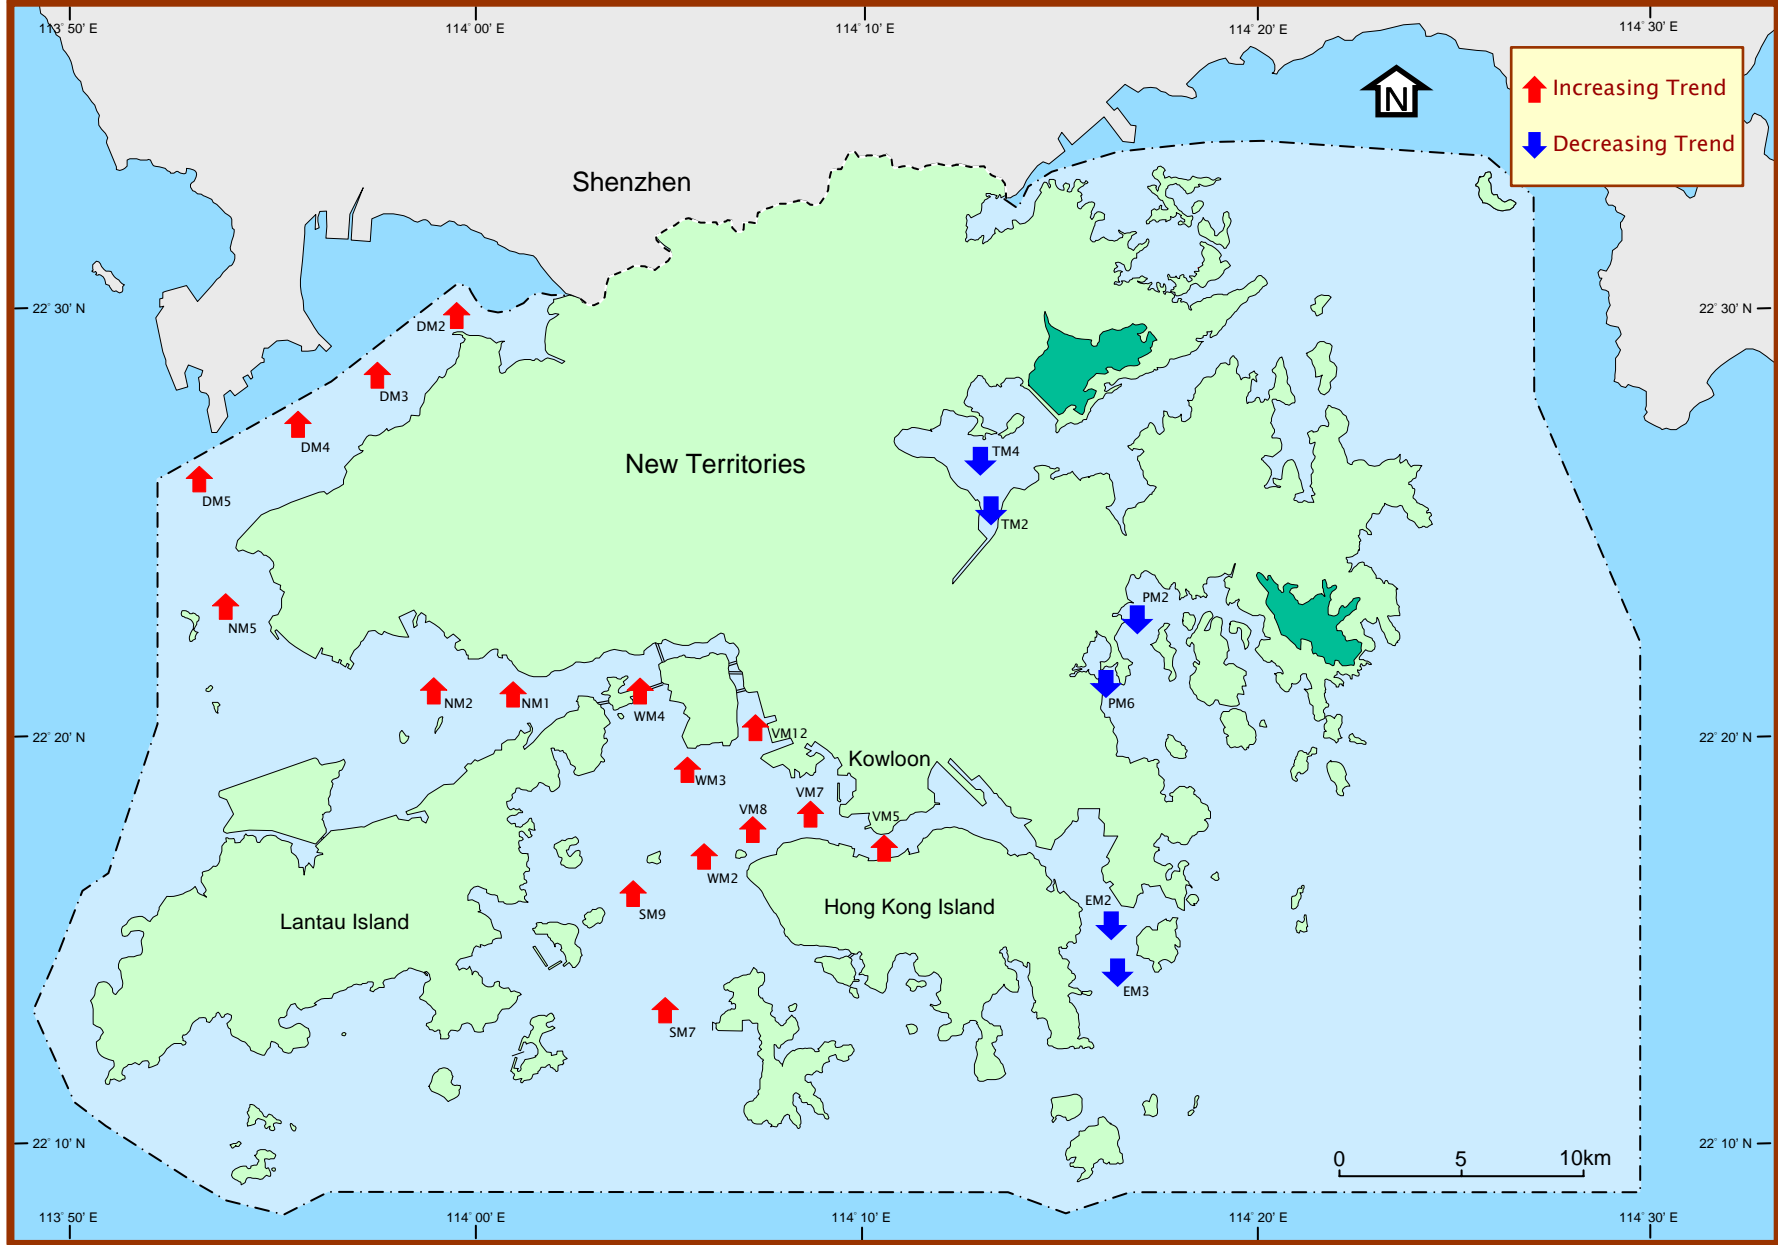 113° 50' E
114° 00' E
114° 10' E
114° 20' E
114° 30' E
N
Increasing Trend
Decreasing Trend
Shenzhen
22° 30' N
22° 30' N
DM2
DM3
DM4
DM5
New Territories
TM4
TM2
NM5
PM2
PM6
NM2
NM1
WM4
VM12
22° 20' N
22° 20' N
Kowloon
WM3
VM7
VM8
VM5
WM2
SM9
Lantau Island
Hong Kong Island
EM2
EM3
SM7
22° 10' N
22° 10' N
0 5 10km
113° 50' E
114° 00' E
114° 10' E
114° 20' E
114° 30' E